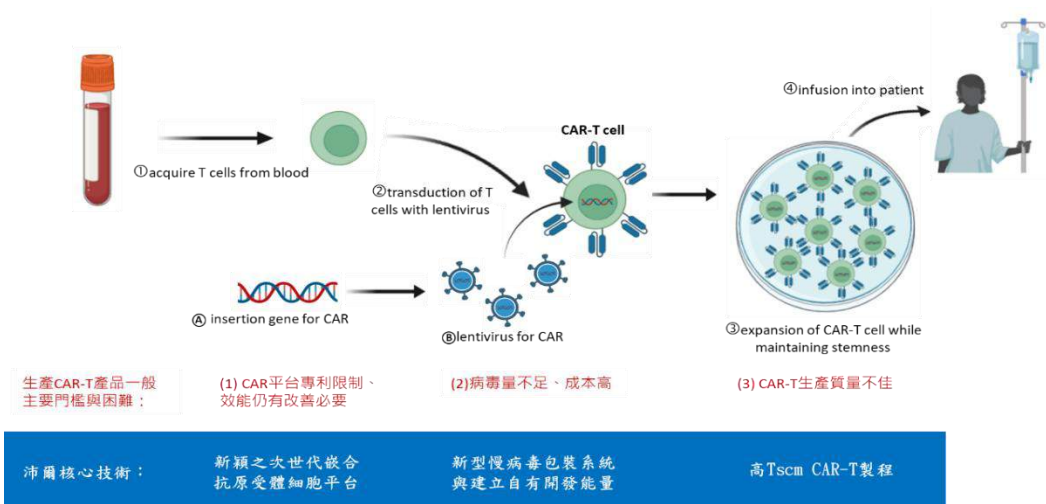 ④infusion into patient
CAR-T cell
①acquire T cells from blood
②transduction of T
cells with lentivirus
Ⓐ insertion gene for CAR
Ⓑlentivirus for CAR
③expansion of CAR-T cell while
maintaining stemness
生產CAR-T產品一般
主要門檻與困難：
(1) CAR平台專利限制、
效能仍有改善必要
(2)病毒量不足、成本高
(3) CAR-T生產質量不佳
沛爾核心技術：
新穎之次世代嵌合
抗原受體細胞平台
新型慢病毒包裝系統
與建立自有開發能量
高Tscm CAR-T製程